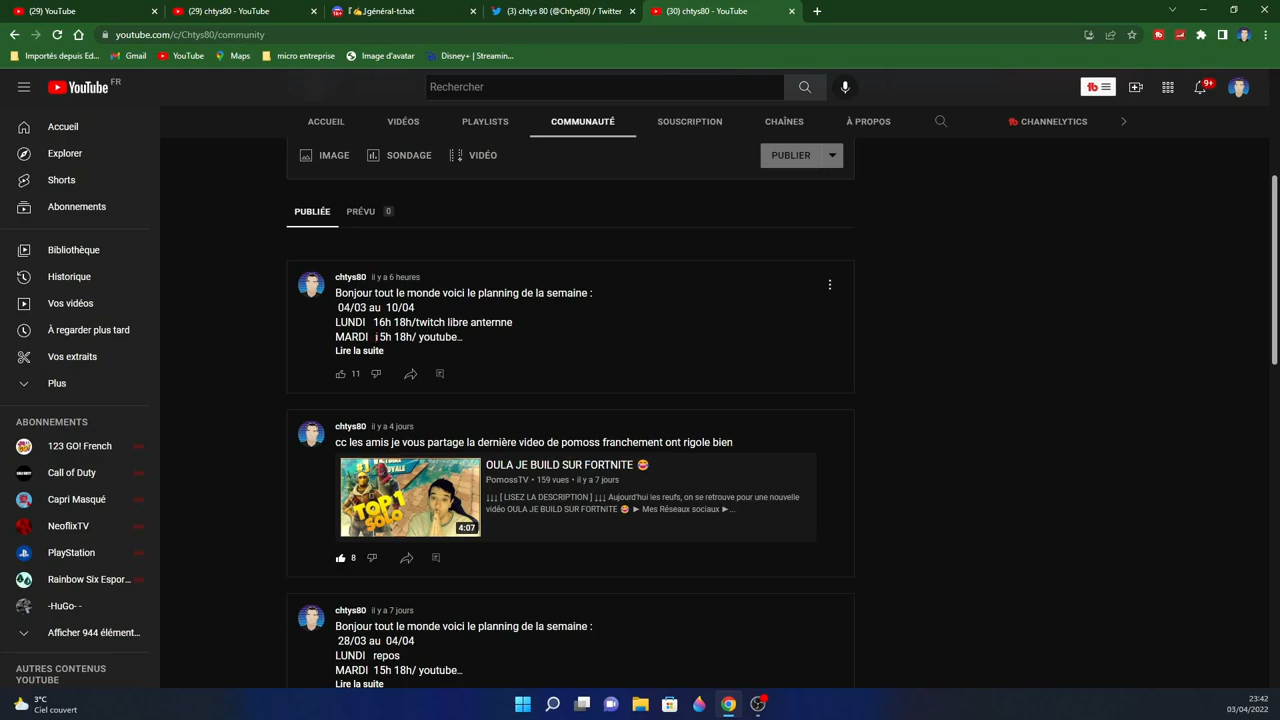 (29) chtys80 - YouTube
(29) chtys80 - YouTube
『✍』général-tchat
(3) chtys 80 (@Chtys80) / Twitter
(30) chtys80 - YouTube
youtube.com/c/Chtys80/community
Importés depuis Ed...
Gmail
YouTube
Maps
micro entreprise
Image d'avatar
Disney+ | Streamin...
YouTube FR
Rechercher
9+
ACCUEIL
VIDÉOS
PLAYLISTS
COMMUNAUTÉ
SOUSCRIPTION
CHAÎNES
À PROPOS
CHANNELYTICS
Accueil
Explorer
Shorts
Abonnements
Bibliothèque
Historique
Vos vidéos
À regarder plus tard
Vos extraits
Plus
ABONNEMENTS
123 GO! French
Call of Duty
Capri Masqué
NeoflixTV
PlayStation
Rainbow Six Espor...
-HuGo- -
Afficher 944 élément...
AUTRES CONTENUS
YOUTUBE
IMAGE
SONDAGE
VIDÉO
PUBLIER
PUBLIÉE
PRÉVU 0
chtys80 il y a 6 heures
Bonjour tout le monde voici le planning de la semaine :
04/03 au 10/04
LUNDI 16h 18h/twitch libre anternne
MARDI i5h 18h/ youtube…
Lire la suite
11
chtys80 il y a 4 jours
cc les amis je vous partage la dernière video de pomoss franchement ont rigole bien
TOP 1
SOLO
4:07
OULA JE BUILD SUR FORTNITE 🤩
PomossTV • 159 vues • il y a 7 jours
↓↓↓ [ LISEZ LA DESCRIPTION ] ↓↓↓ Aujourd'hui les reufs, on se retrouve pour une nouvelle
vidéo OULA JE BUILD SUR FORTNITE 🤩 ► Mes Réseaux sociaux ►...
8
chtys80 il y a 7 jours
Bonjour tout le monde voici le planning de la semaine :
28/03 au 04/04
LUNDI repos
MARDI 15h 18h/ youtube…
Lire la suite
3°C
Ciel couvert
23:42
03/04/2022